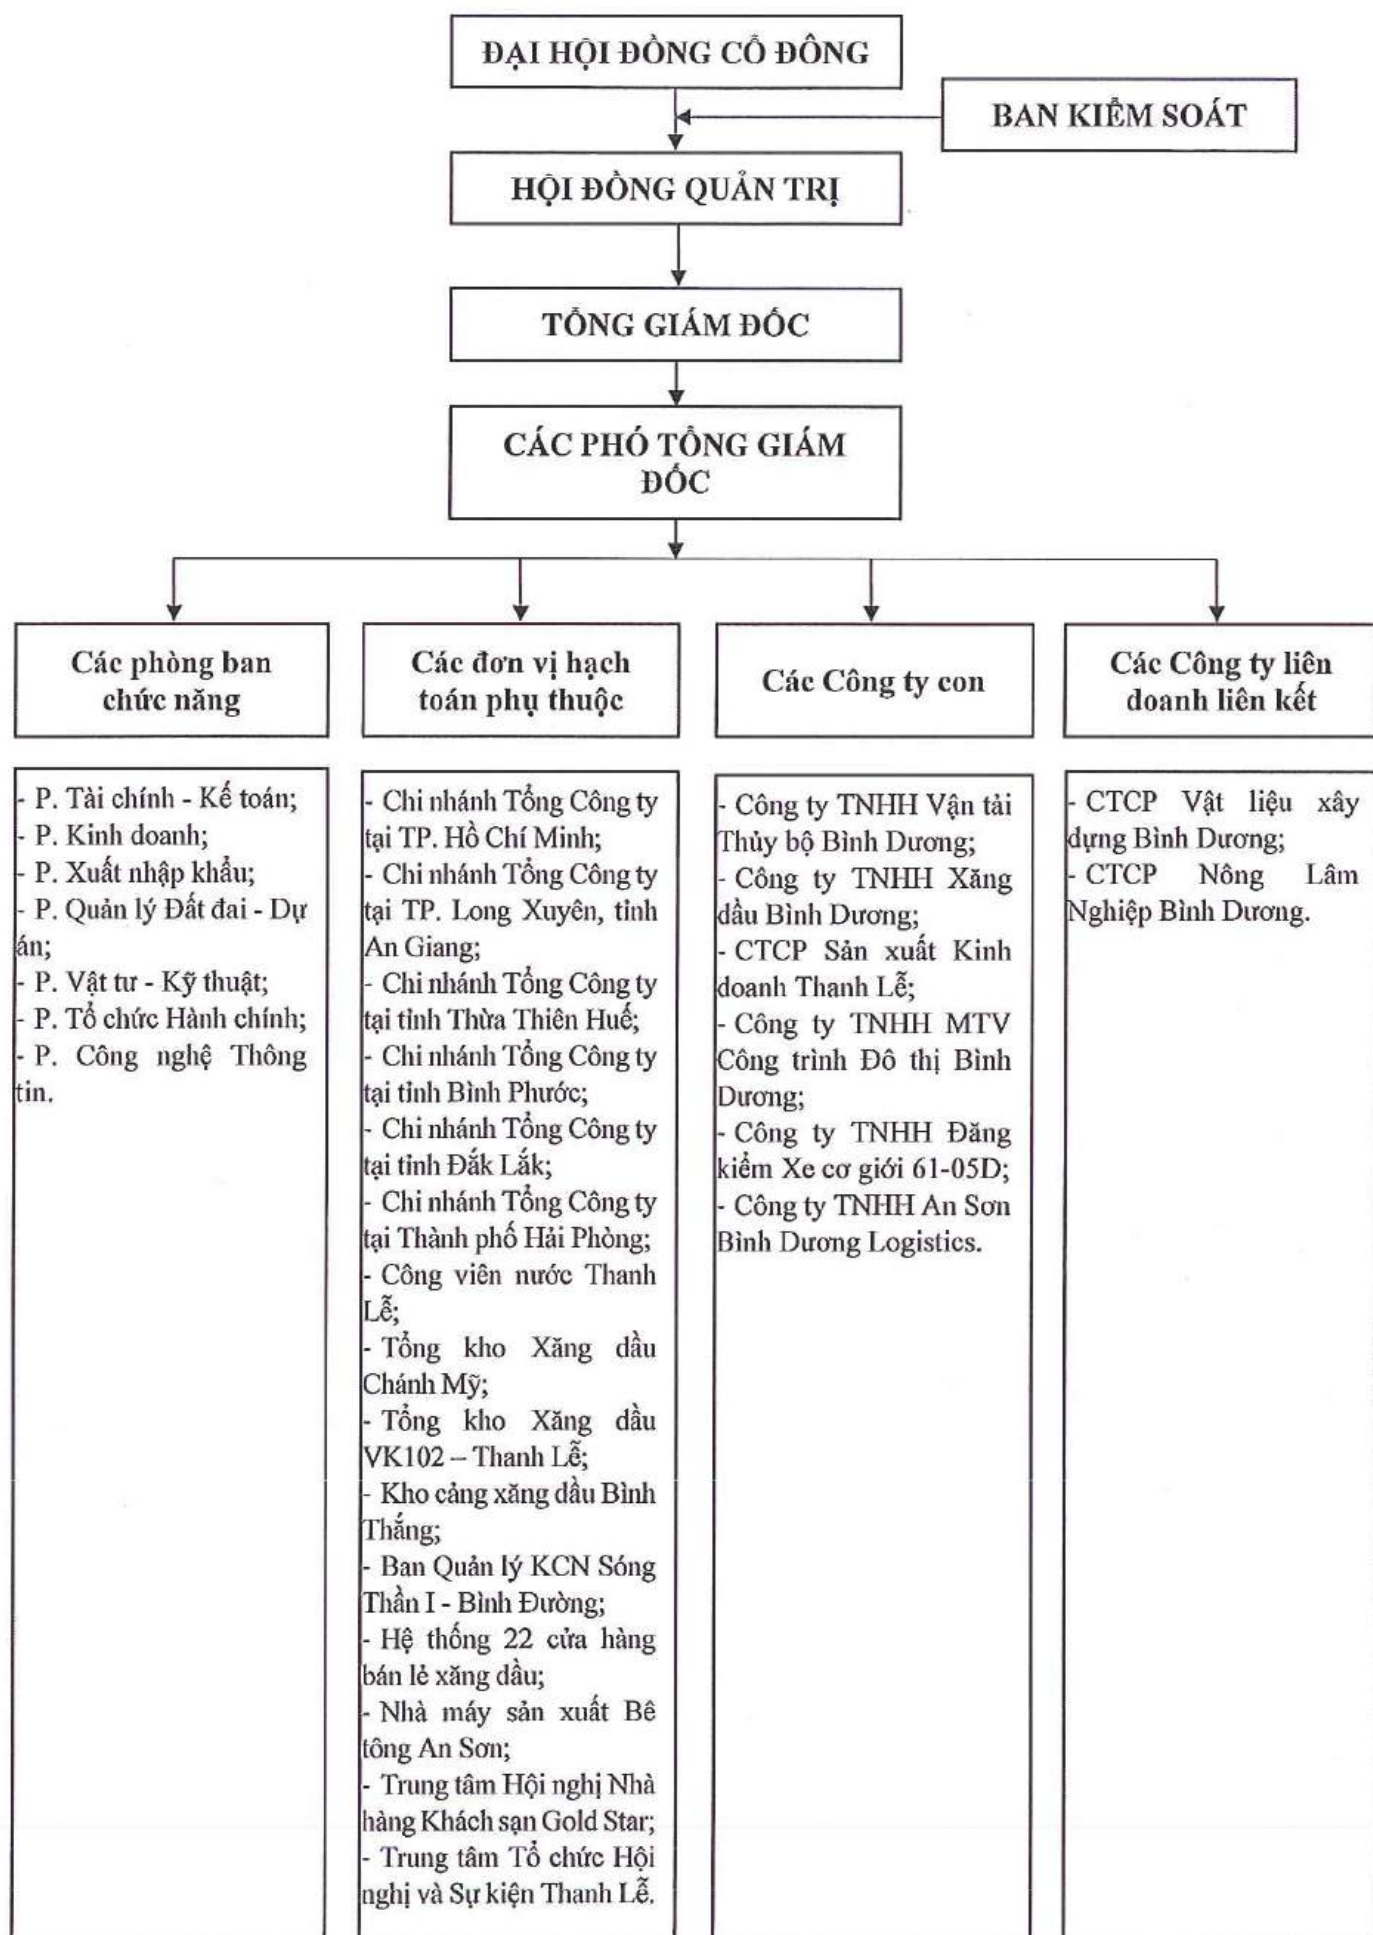 ĐẠI HỘI ĐỒNG CỔ ĐÔNG
BAN KIỂM SOÁT
HỘI ĐỒNG QUẢN TRỊ
TỔNG GIÁM ĐỐC
CÁC PHÓ TỔNG GIÁM
ĐỐC
Các phòng ban
chức năng
- P. Tài chính - Kế toán;
- P. Kinh doanh;
- P. Xuất nhập khẩu;
- P. Quản lý Đất đai - Dự
án;
- P. Vật tư - Kỹ thuật;
- P. Tổ chức Hành chính;
- P. Công nghệ Thông
tin.
Các đơn vị hạch
toán phụ thuộc
- Chi nhánh Tổng Công ty
tại TP. Hồ Chí Minh;
- Chi nhánh Tổng Công ty
tại TP. Long Xuyên, tỉnh
An Giang;
- Chi nhánh Tổng Công ty
tại tỉnh Thừa Thiên Huế;
- Chi nhánh Tổng Công ty
tại tỉnh Bình Phước;
- Chi nhánh Tổng Công ty
tại tỉnh Đắk Lắk;
- Chi nhánh Tổng Công ty
tại Thành phố Hải Phòng;
- Công viên nước Thanh
Lễ;
- Tổng kho Xăng dầu
Chánh Mỹ;
- Tổng kho Xăng dầu
VK102 – Thanh Lễ;
- Kho cảng xăng dầu Bình
Thắng;
- Ban Quản lý KCN Sóng
Thần I - Bình Đường;
- Hệ thống 22 cửa hàng
bán lẻ xăng dầu;
- Nhà máy sản xuất Bê
tông An Sơn;
- Trung tâm Hội nghị Nhà
hàng Khách sạn Gold Star;
- Trung tâm Tổ chức Hội
nghị và Sự kiện Thanh Lễ.
Các Công ty con
- Công ty TNHH Vận tải
Thủy bộ Bình Dương;
- Công ty TNHH Xăng
dầu Bình Dương;
- CTCP Sản xuất Kinh
doanh Thanh Lễ;
- Công ty TNHH MTV
Công trình Đô thị Bình
Dương;
- Công ty TNHH Đăng
kiểm Xe cơ giới 61-05D;
- Công ty TNHH An Sơn
Bình Dương Logistics.
Các Công ty liên
doanh liên kết
- CTCP Vật liệu xây
dựng Bình Dương;
- CTCP Nông Lâm
Nghiệp Bình Dương.